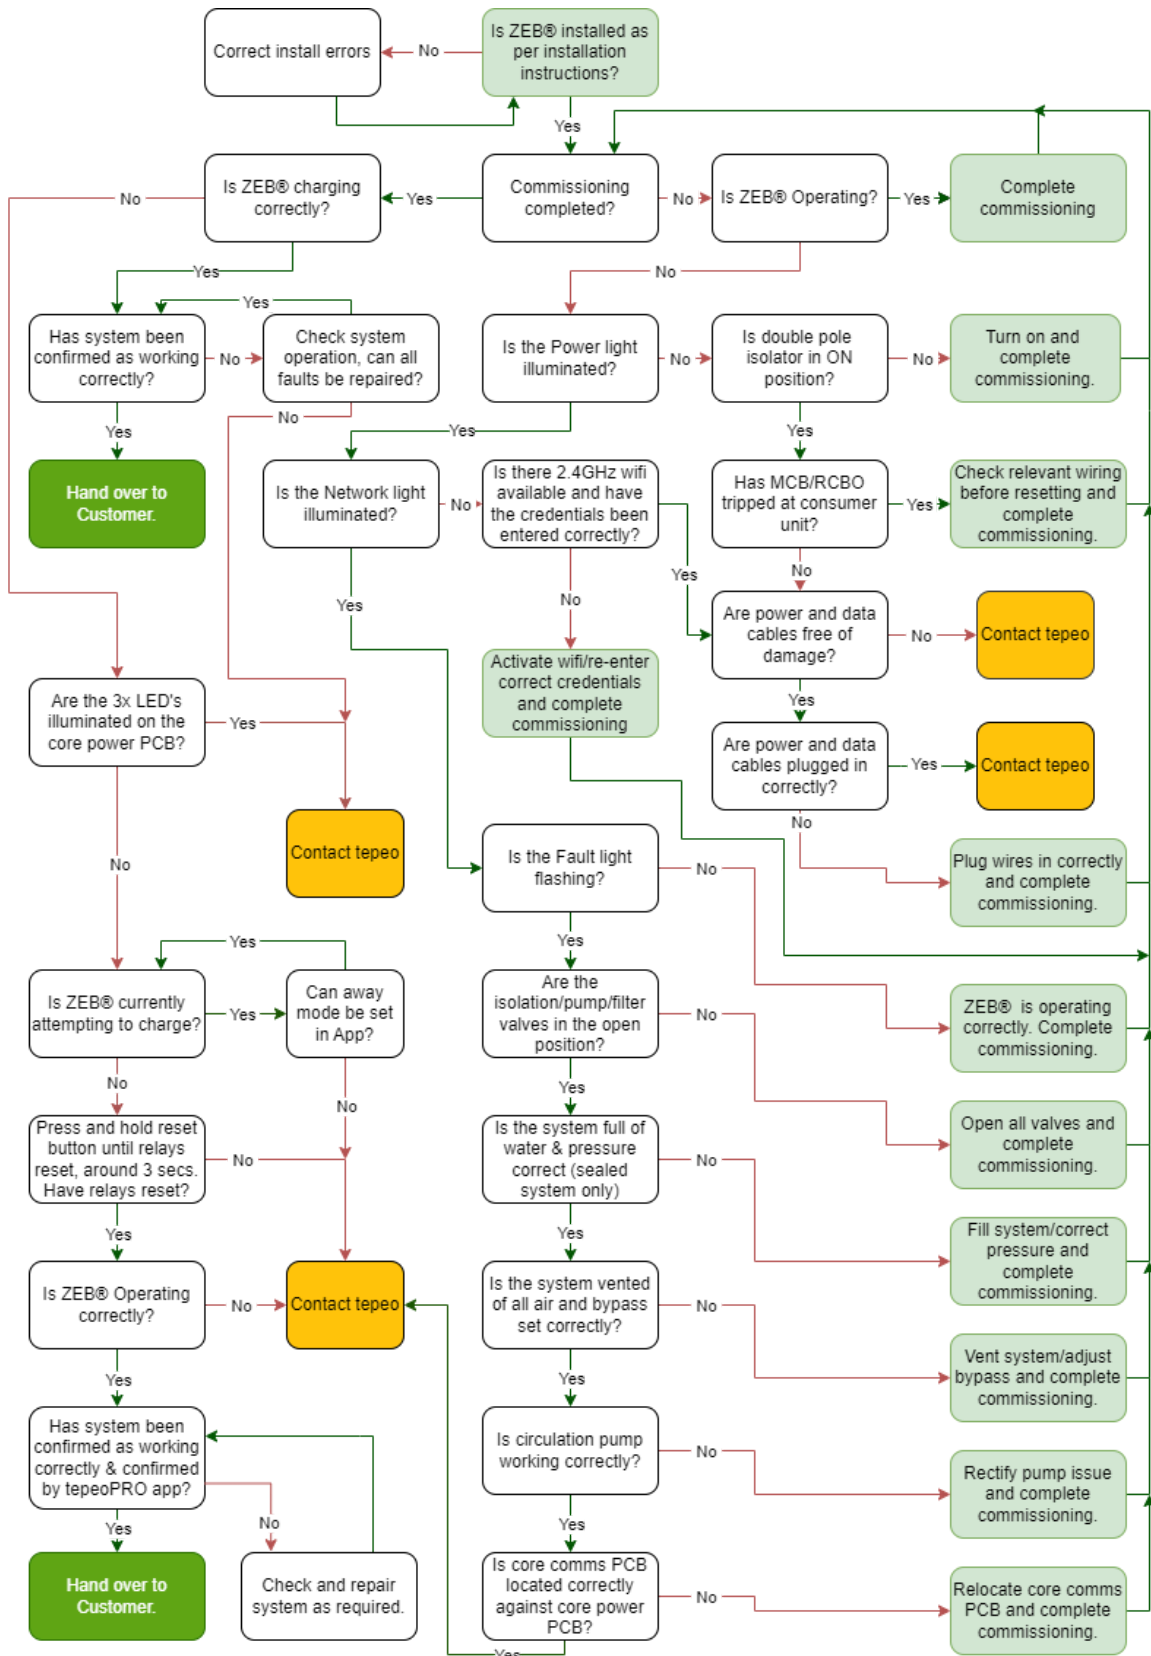 Correct install errors
No
Is ZEB® installed as
per installation
instructions?
Yes
Is ZEB® charging
correctly?
No
Yes
Commissioning
completed?
No
Is ZEB® Operating?
Yes
Complete
commissioning
Yes
No
Yes
Has system been
confirmed as working
correctly?
No
Check system
operation, can all
faults be repaired?
Is the Power light
illuminated?
No
Is double pole
isolator in ON
position?
No
Turn on and
complete
commissioning.
Yes
No
Yes
Yes
Hand over to
Customer.
Is the Network light
illuminated?
No
Is there 2.4GHz wifi
available and have
the credentials been
entered correctly?
Has MCB/RCBO
tripped at consumer
unit?
Yes
Check relevant wiring
before resetting and
complete
commissioning.
Yes
No
Yes
No
Are power and data
cables free of
damage?
No
Contact tepeo
Activate wifi/re-enter
correct credentials
and complete
commissioning
Yes
Are the 3x LED's
illuminated on the
core power PCB?
Yes
Are power and data
cables plugged in
correctly?
Yes
Contact tepeo
No
Contact tepeo
No
Is the Fault light
flashing?
No
Plug wires in correctly
and complete
commissioning.
Yes
Yes
Is ZEB® currently
attempting to charge?
Yes
Can away
mode be set
in App?
Are the
isolation/pump/filter
valves in the open
position?
No
ZEB® is operating
correctly. Complete
commissioning.
No
No
Yes
Press and hold reset
button until relays
reset, around 3 secs.
Have relays reset?
No
Is the system full of
water & pressure
correct (sealed
system only)
No
Open all valves and
complete
commissioning.
Yes
Yes
Is ZEB® Operating
correctly?
No
Contact tepeo
Is the system vented
of all air and bypass
set correctly?
No
Fill system/correct
pressure and
complete
commissioning.
Yes
Yes
Vent system/adjust
bypass and complete
commissioning.
Has system been
confirmed as working
correctly & confirmed
by tepeoPRO app?
No
Is circulation pump
working correctly?
No
Rectify pump issue
and complete
commissioning.
Yes
Yes
Hand over to
Customer.
Check and repair
system as required.
Is core comms PCB
located correctly
against core power
PCB?
No
Relocate core comms
PCB and complete
commissioning.
Yes